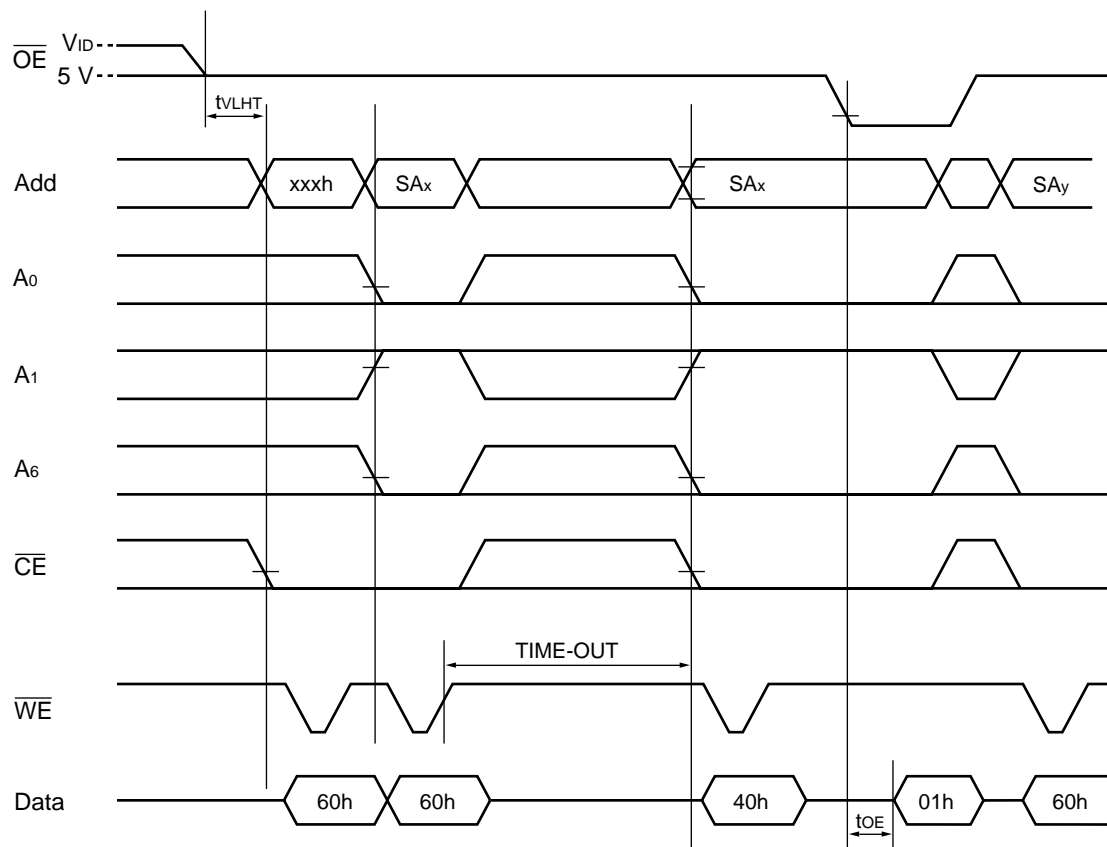 VID
OE
5 V
tVLHT
Add xxxh SAx SAx SAy
A0
A1
A6
CE
TIME-OUT
WE
Data 60h 60h 40h 01h 60h
tOE